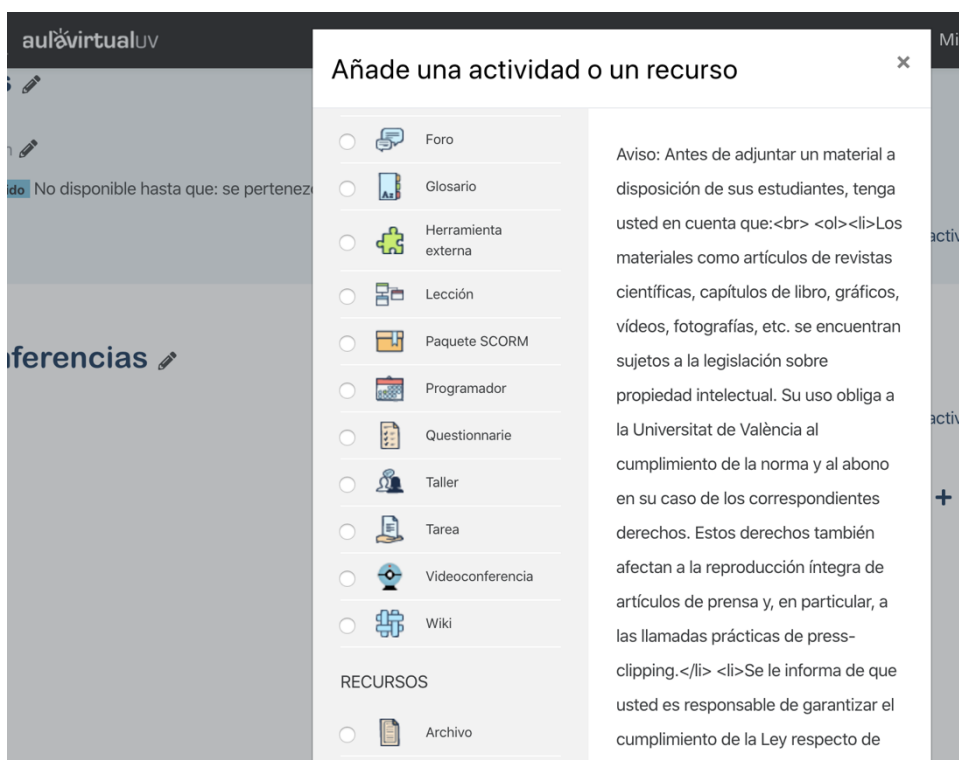 aulavirtualuv
Mi
Añade una actividad o un recurso
×
s
n
ido No disponible hasta que: se pertenez
iferencias
Foro
Glosario
Herramienta
externa
Lección
Paquete SCORM
Programador
Questionnarie
Taller
Tarea
Videoconferencia
Wiki
RECURSOS
Archivo
Aviso: Antes de adjuntar un material a
disposición de sus estudiantes, tenga
usted en cuenta que:<br> <ol><li>Los
materiales como artículos de revistas
científicas, capítulos de libro, gráficos,
vídeos, fotografías, etc. se encuentran
sujetos a la legislación sobre
propiedad intelectual. Su uso obliga a
la Universitat de València al
cumplimiento de la norma y al abono
en su caso de los correspondientes
derechos. Estos derechos también
afectan a la reproducción íntegra de
artículos de prensa y, en particular, a
las llamadas prácticas de press-
clipping.</li> <li>Se le informa de que
usted es responsable de garantizar el
cumplimiento de la Ley respecto de
activ
activ
+